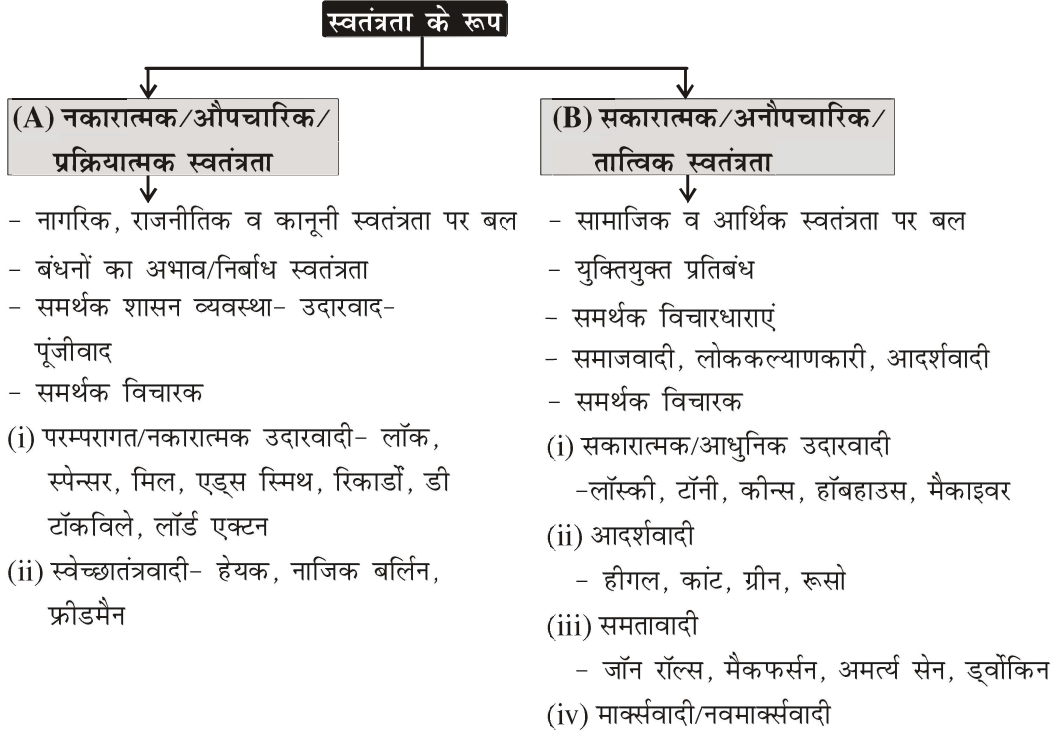 स्वतंत्रता के रूप
(A) नकारात्मक/औपचारिक/
प्रक्रियात्मक स्वतंत्रता
– नागरिक, राजनीतिक व कानूनी स्वतंत्रता पर बल
– बंधनों का अभाव/निर्बाध स्वतंत्रता
– समर्थक शासन व्यवस्था– उदारवाद–
पूंजीवाद
– समर्थक विचारक
(i) परम्परागत/नकारात्मक उदारवादी– लॉक,
स्पेन्सर, मिल, एड्स स्मिथ, रिकार्डो, डी
टॉकविले, लॉर्ड एक्टन
(ii) स्वेच्छातंत्रवादी– हेयक, नाजिक बर्लिन,
फ्रीडमैन
(B) सकारात्मक/अनौपचारिक/
तात्विक स्वतंत्रता
– सामाजिक व आर्थिक स्वतंत्रता पर बल
– युक्तियुक्त प्रतिबंध
– समर्थक विचारधाराएं
– समाजवादी, लोककल्याणकारी, आदर्शवादी
– समर्थक विचारक
(i) सकारात्मक/आधुनिक उदारवादी
–लॉस्की, टॉनी, कीन्स, हॉबहाउस, मैकाइवर
(ii) आदर्शवादी
– हीगल, कांट, ग्रीन, रूसो
(iii) समतावादी
– जॉन रॉल्स, मैकफर्सन, अमर्त्य सेन, ड्वोंकिन
(iv) मार्क्सवादी/नवमार्क्सवादी